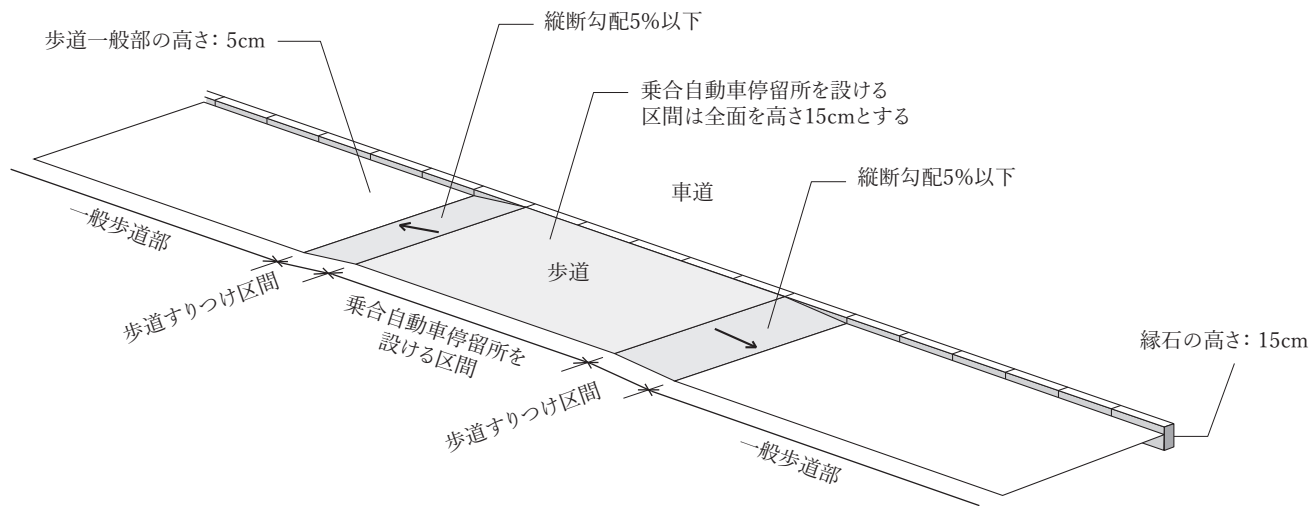 縦断勾配5%以下
歩道一般部の高さ: 5cm
乗合自動車停留所を設ける
区間は全面を高さ15cmとする
縦断勾配5%以下
車道
一般歩道部
歩道
歩道すりつけ区間
乗合自動車停留所を
設ける区間
縁石の高さ: 15cm
歩道すりつけ区間
一般歩道部